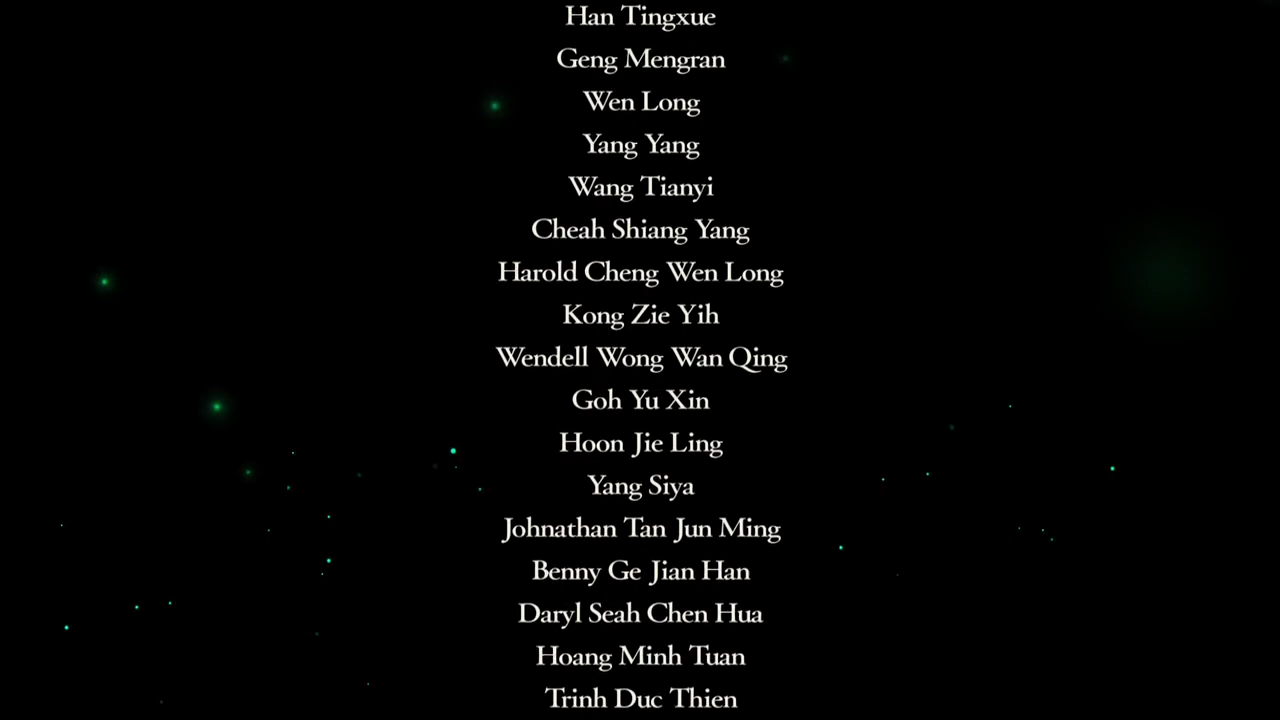 Han Tingxue
Geng Mengran
Wen Long
Yang Yang
Wang Tianyi
Cheah Shiang Yang
Harold Cheng Wen Long
Kong Zie Yih
Wendell Wong Wan Qing
Goh Yu Xin
Hoon Jie Ling
Yang Siya
Johnathan Tan Jun Ming
Benny Ge Jian Han
Daryl Seah Chen Hua
Hoang Minh Tuan
Trinh Duc Thien